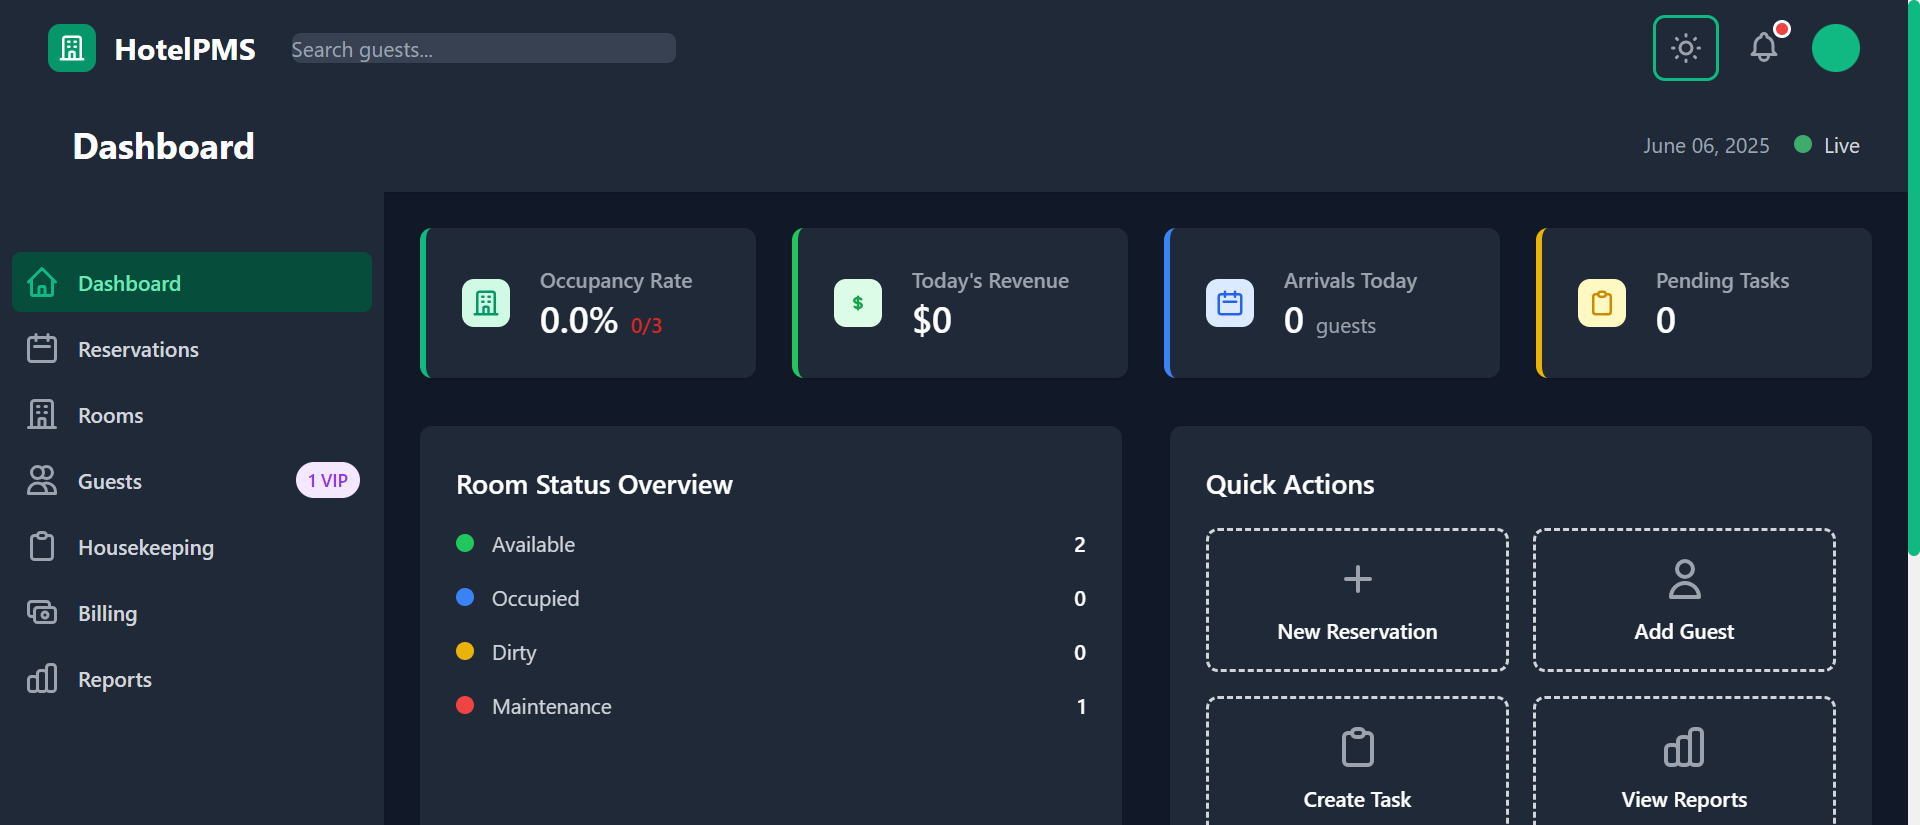 HotelPMS
Search guests...
Dashboard
June 06, 2025
Live
Dashboard
Reservations
Rooms
Guests
1 VIP
Housekeeping
Billing
Reports
Occupancy Rate
0.0% 0/3
Today's Revenue
$0
$
Arrivals Today
0 guests
Pending Tasks
0
Room Status Overview
Available 2
Occupied 0
Dirty 0
Maintenance 1
Quick Actions
New Reservation
Add Guest
Create Task
View Reports